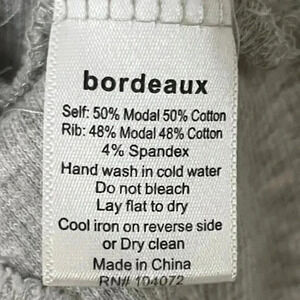 bordeaux
Self: 50% Modal 50% Cotton
Rib: 48% Modal 48% Cotton
4% Spandex
Hand wash in cold water
Do not bleach
Lay flat to dry
Cool iron on reverse side
or Dry clean
Made in China
RN# 104072